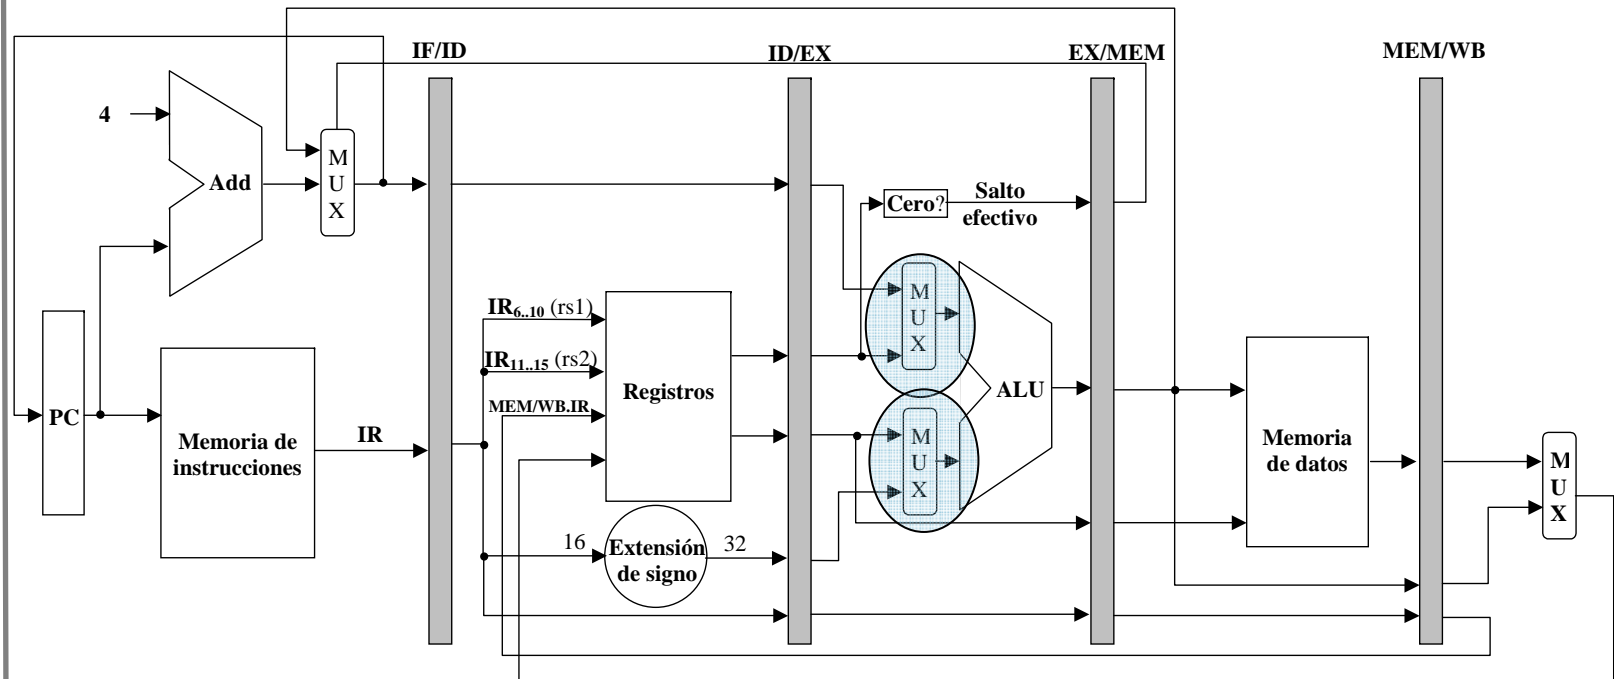 IF/ID
ID/EX
EX/MEM
MEM/WB
4
Add
M
U
X
Cero?
Salto
efectivo
IR6..10 (rs1)
IR11..15 (rs2)
MEM/WB.IR
Registros
M
U
X
ALU
M
U
X
PC
Memoria de
instrucciones
IR
16
Extensión
de signo
32
Memoria
de datos
M
U
X